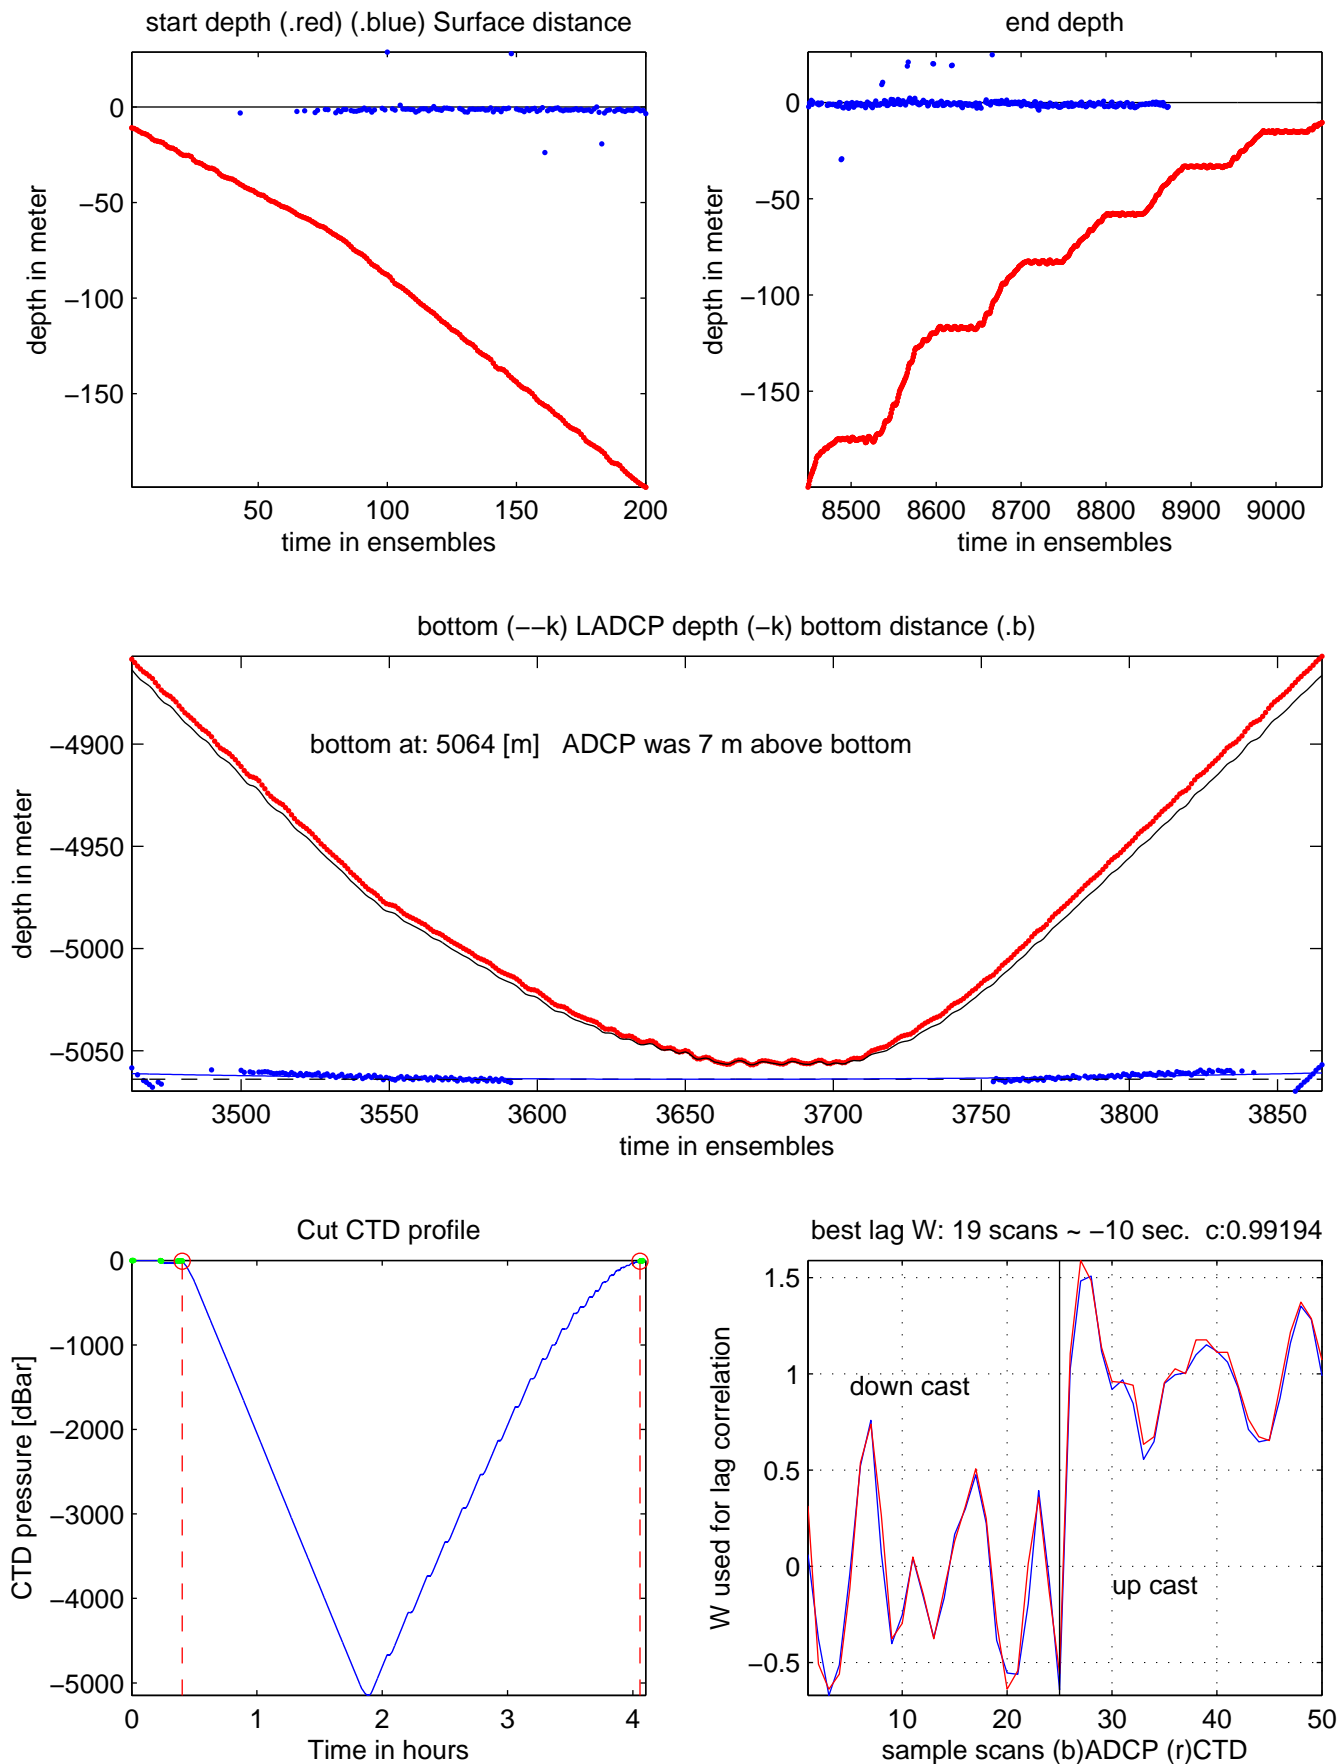 start depth (.red) (.blue) Surface distance
0
−50
−100
−150
depth in meter
50
100
150
200
time in ensembles
end depth
0
−50
−100
−150
depth in meter
8500
8600
8700
8800
8900
9000
time in ensembles
bottom (−−k) LADCP depth (−k) bottom distance (.b)
bottom at: 5064 [m]   ADCP was 7 m above bottom
−4900
−4950
−5000
−5050
depth in meter
3500
3550
3600
3650
3700
3750
3800
3850
time in ensembles
Cut CTD profile
0
−1000
−2000
−3000
−4000
−5000
CTD pressure [dBar]
0
1
2
3
4
Time in hours
best lag W: 19 scans ~ −10 sec.  c:0.99194
1.5
1
0.5
0
−0.5
W used for lag correlation
down cast
up cast
10
20
30
40
50
sample scans (b)ADCP (r)CTD